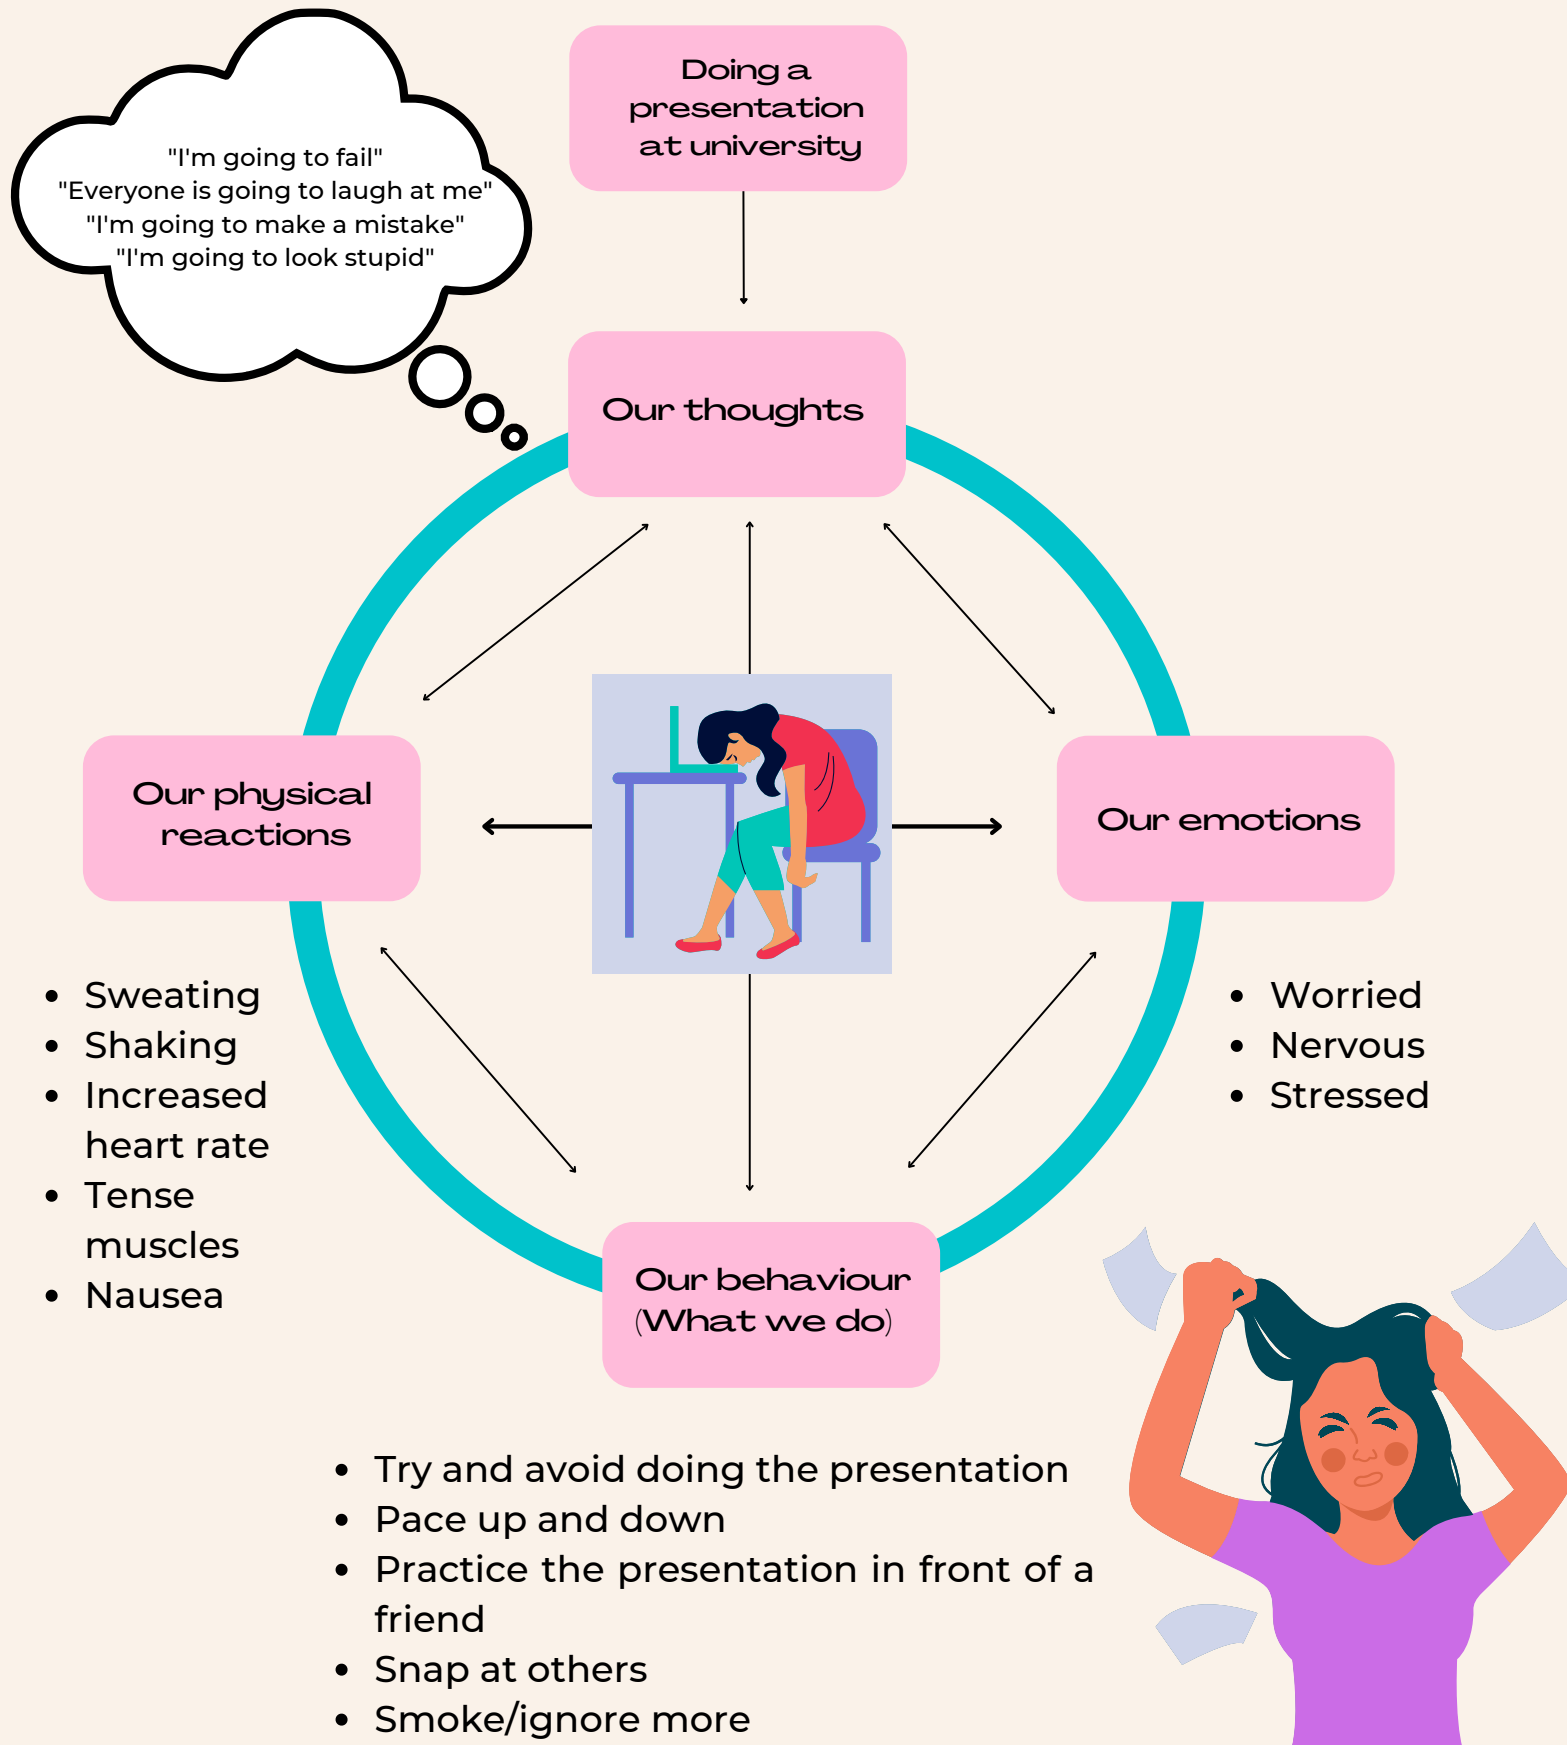 Doing a
presentation
at university
"I'm going to fail"
"Everyone is going to laugh at me"
"I'm going to make a mistake"
"I'm going to look stupid"
Our thoughts
Our physical
reactions
Our emotions
• Sweating
• Shaking
• Increased
heart rate
• Tense
muscles
• Nausea
• Worried
• Nervous
• Stressed
Our behaviour
(What we do)
• Try and avoid doing the presentation
• Pace up and down
• Practice the presentation in front of a
friend
• Snap at others
• Smoke/ignore more